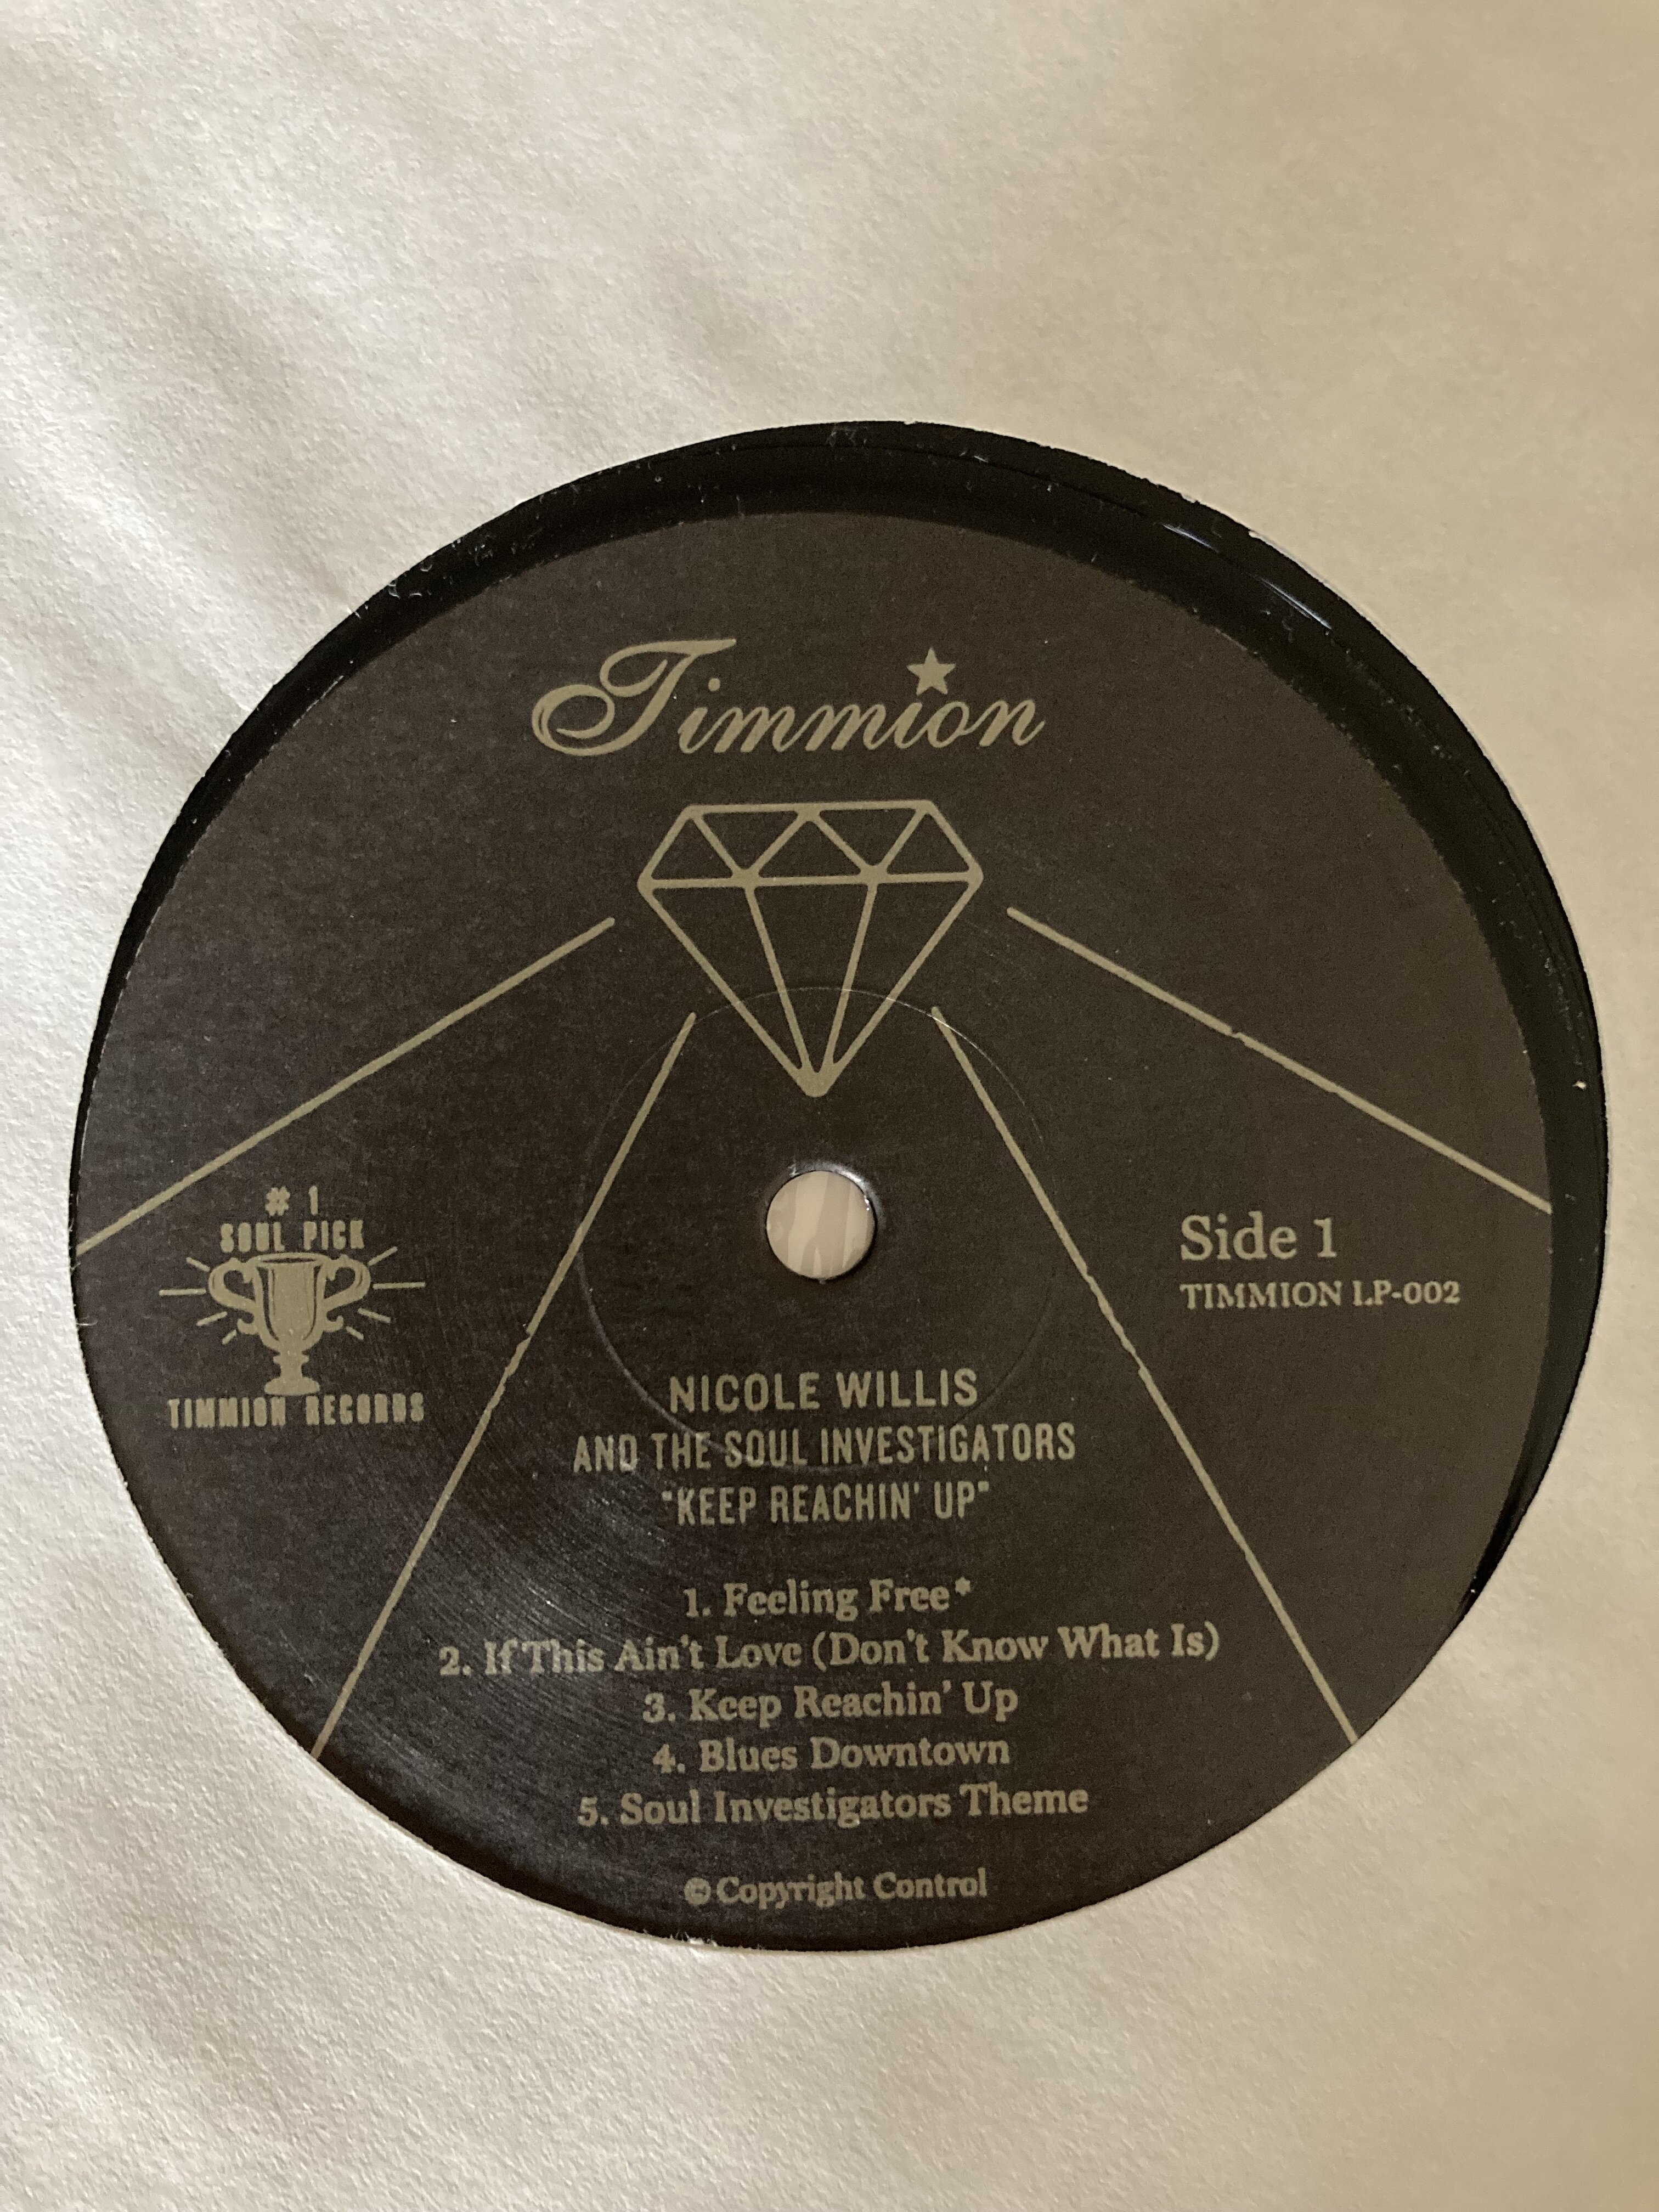 Timmion
# 1
SOUL PICK
TIMMION RECORDS
Side 1
TIMMION LP-002
NICOLE WILLIS
AND THE SOUL INVESTIGATORS
"KEEP REACHIN' UP"
1. Feeling Free*
2. If This Ain't Love (Don't Know What Is)
3. Keep Reachin' Up
4. Blues Downtown
5. Soul Investigators Theme
© Copyright Control